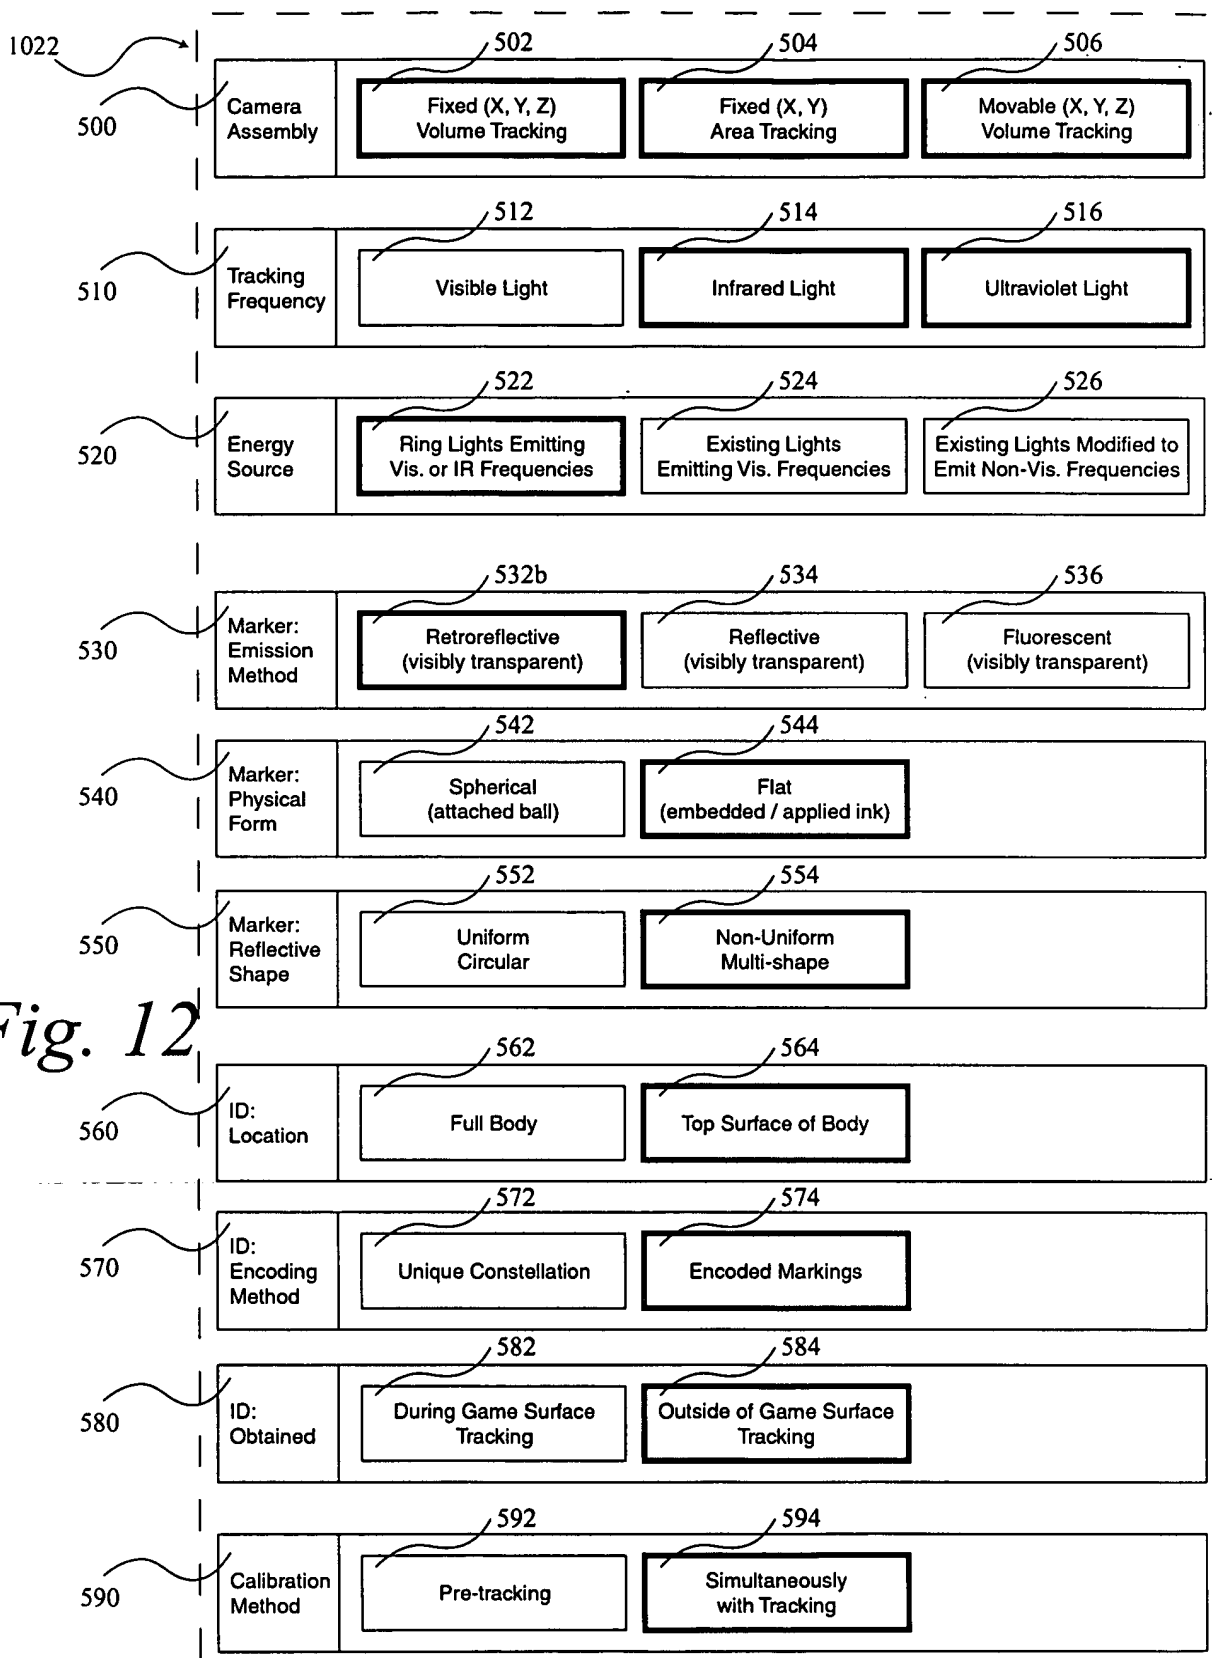 1022
502
504
506
500
Camera
Assembly
Fixed (X, Y, Z)
Volume Tracking
Fixed (X, Y)
Area Tracking
Movable (X, Y, Z)
Volume Tracking
512
514
516
510
Tracking
Frequency
Visible Light
Infrared Light
Ultraviolet Light
522
524
526
520
Energy
Source
Ring Lights Emitting
Vis. or IR Frequencies
Existing Lights
Emitting Vis. Frequencies
Existing Lights Modified to
Emit Non-Vis. Frequencies
532b
534
536
530
Marker:
Emission
Method
Retroreflective
(visibly transparent)
Reflective
(visibly transparent)
Fluorescent
(visibly transparent)
542
544
540
Marker:
Physical
Form
Spherical
(attached ball)
Flat
(embedded / applied ink)
552
554
550
Marker:
Reflective
Shape
Uniform
Circular
Non-Uniform
Multi-shape
Fig. 12
562
564
560
ID:
Location
Full Body
Top Surface of Body
572
574
570
ID:
Encoding
Method
Unique Constellation
Encoded Markings
582
584
580
ID:
Obtained
During Game Surface
Tracking
Outside of Game Surface
Tracking
592
594
590
Calibration
Method
Pre-tracking
Simultaneously
with Tracking